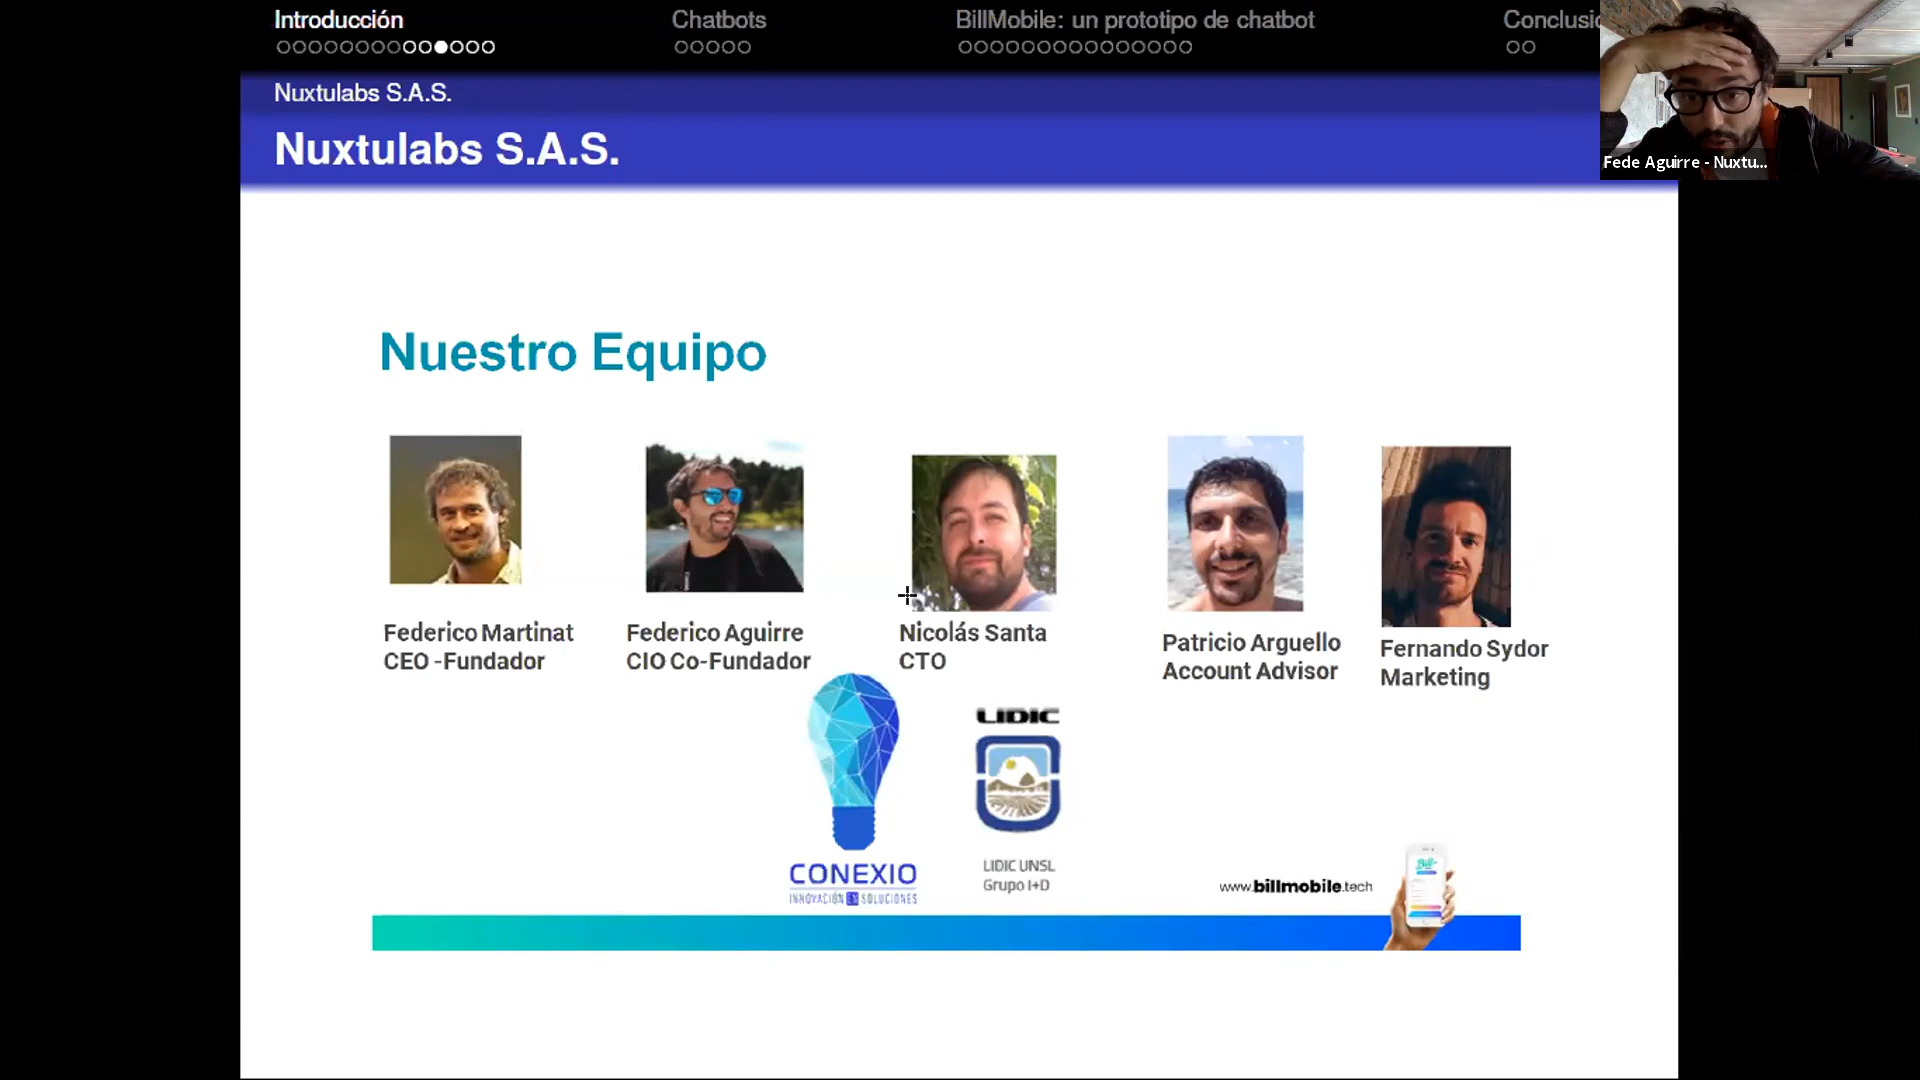 Introducción
Chatbots
BillMobile: un prototipo de chatbot
Conclusio
Nuxtulabs S.A.S.
Nuxtulabs S.A.S.
Fede Aguirre - Nuxtu...
Nuestro Equipo
Federico Martinat
CEO -Fundador
Federico Aguirre
CIO Co-Fundador
Nicolás Santa
CTO
Patricio Arguello
Account Advisor
Fernando Sydor
Marketing
CONEXIO
INNOVACIÓN EN SOLUCIONES
LIDIC
LIDIC UNSL
Grupo I+D
www.billmobile.tech
Bill